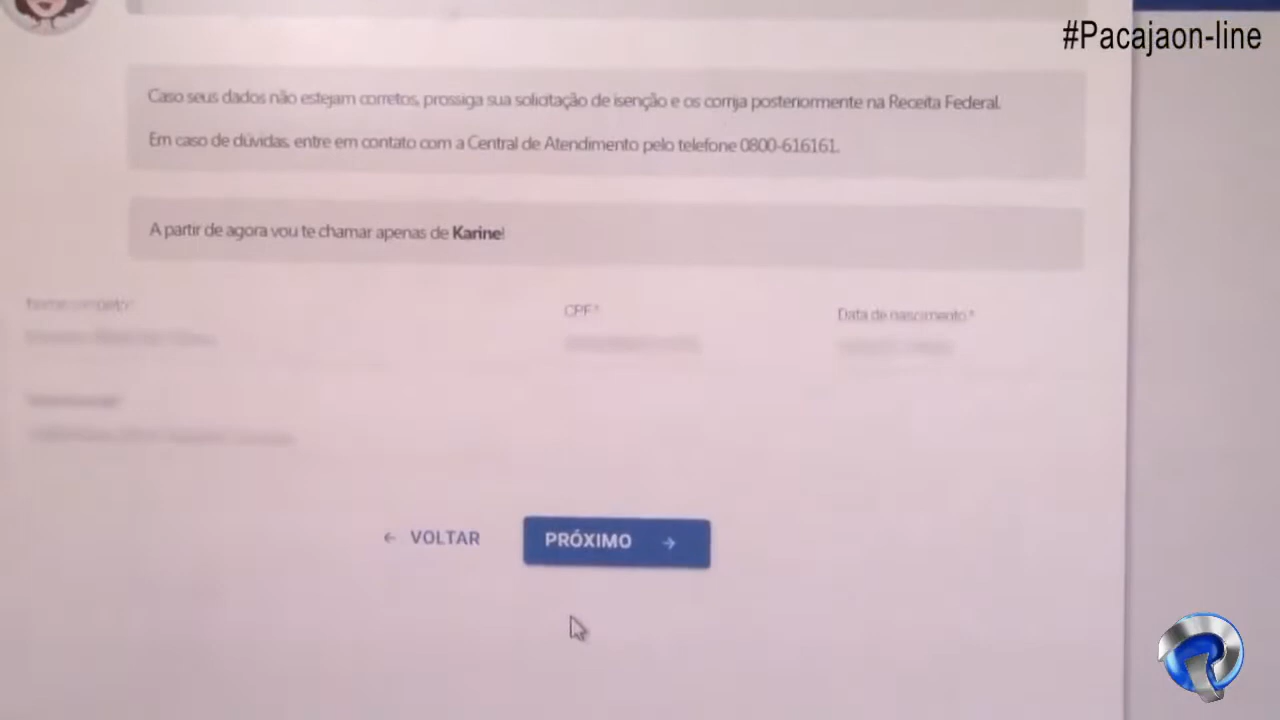 #Pacajaon-line
Caso seus dados não estejam corretos, prossiga sua solicitação de isenção e os corrija posteriormente na Receita Federal.
Em caso de dúvidas, entre em contato com a Central de Atendimento pelo telefone 0800-616161.
A partir de agora vou te chamar apenas de Karine!
CPF*
Data de nascimento*
← VOLTAR
PRÓXIMO →